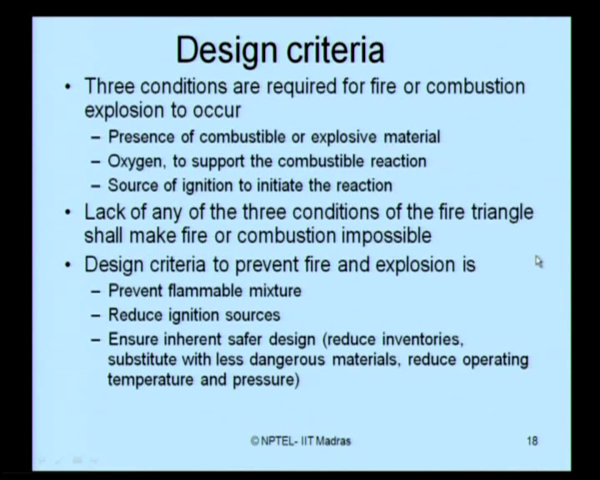 Design criteria
• Three conditions are required for fire or combustion
explosion to occur
– Presence of combustible or explosive material
– Oxygen, to support the combustible reaction
– Source of ignition to initiate the reaction
• Lack of any of the three conditions of the fire triangle
shall make fire or combustion impossible
• Design criteria to prevent fire and explosion is
– Prevent flammable mixture
– Reduce ignition sources
– Ensure inherent safer design (reduce inventories,
substitute with less dangerous materials, reduce operating
temperature and pressure)
©NPTEL- IIT Madras
18